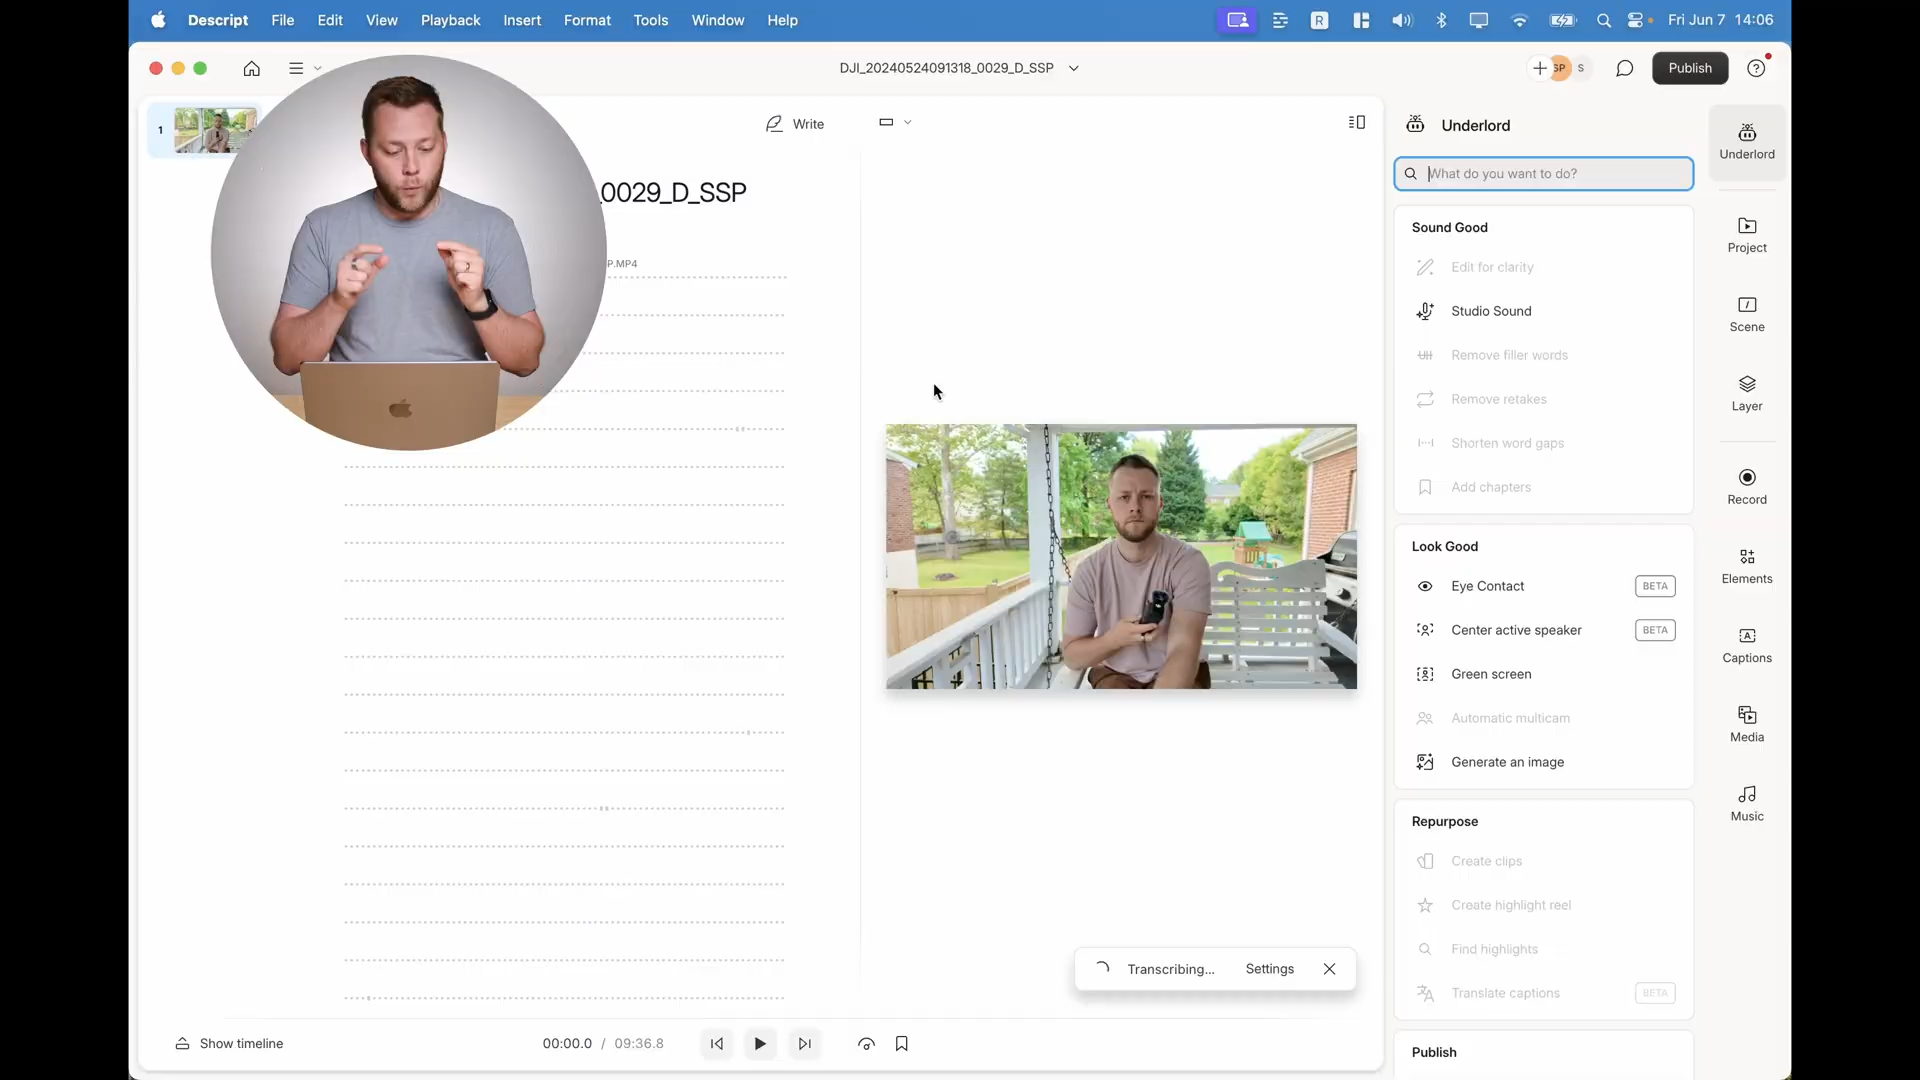 Descript File Edit View Playback Insert Format Tools Window Help
R
Fri Jun 7 14:06
DJI_20240524091318_0029_D_SSP
SP S
Publish
1
Write
Underlord
Underlord
What do you want to do?
_0029_D_SSP
P.MP4
Sound Good
Edit for clarity
Studio Sound
Remove filler words
Remove retakes
Shorten word gaps
Add chapters
Look Good
Eye Contact BETA
Center active speaker BETA
Green screen
Automatic multicam
Generate an image
Repurpose
Create clips
Create highlight reel
Find highlights
Translate captions BETA
Publish
Project
Scene
Layer
Record
Elements
Captions
Media
Music
Transcribing... Settings
Show timeline
00:00.0 / 09:36.8